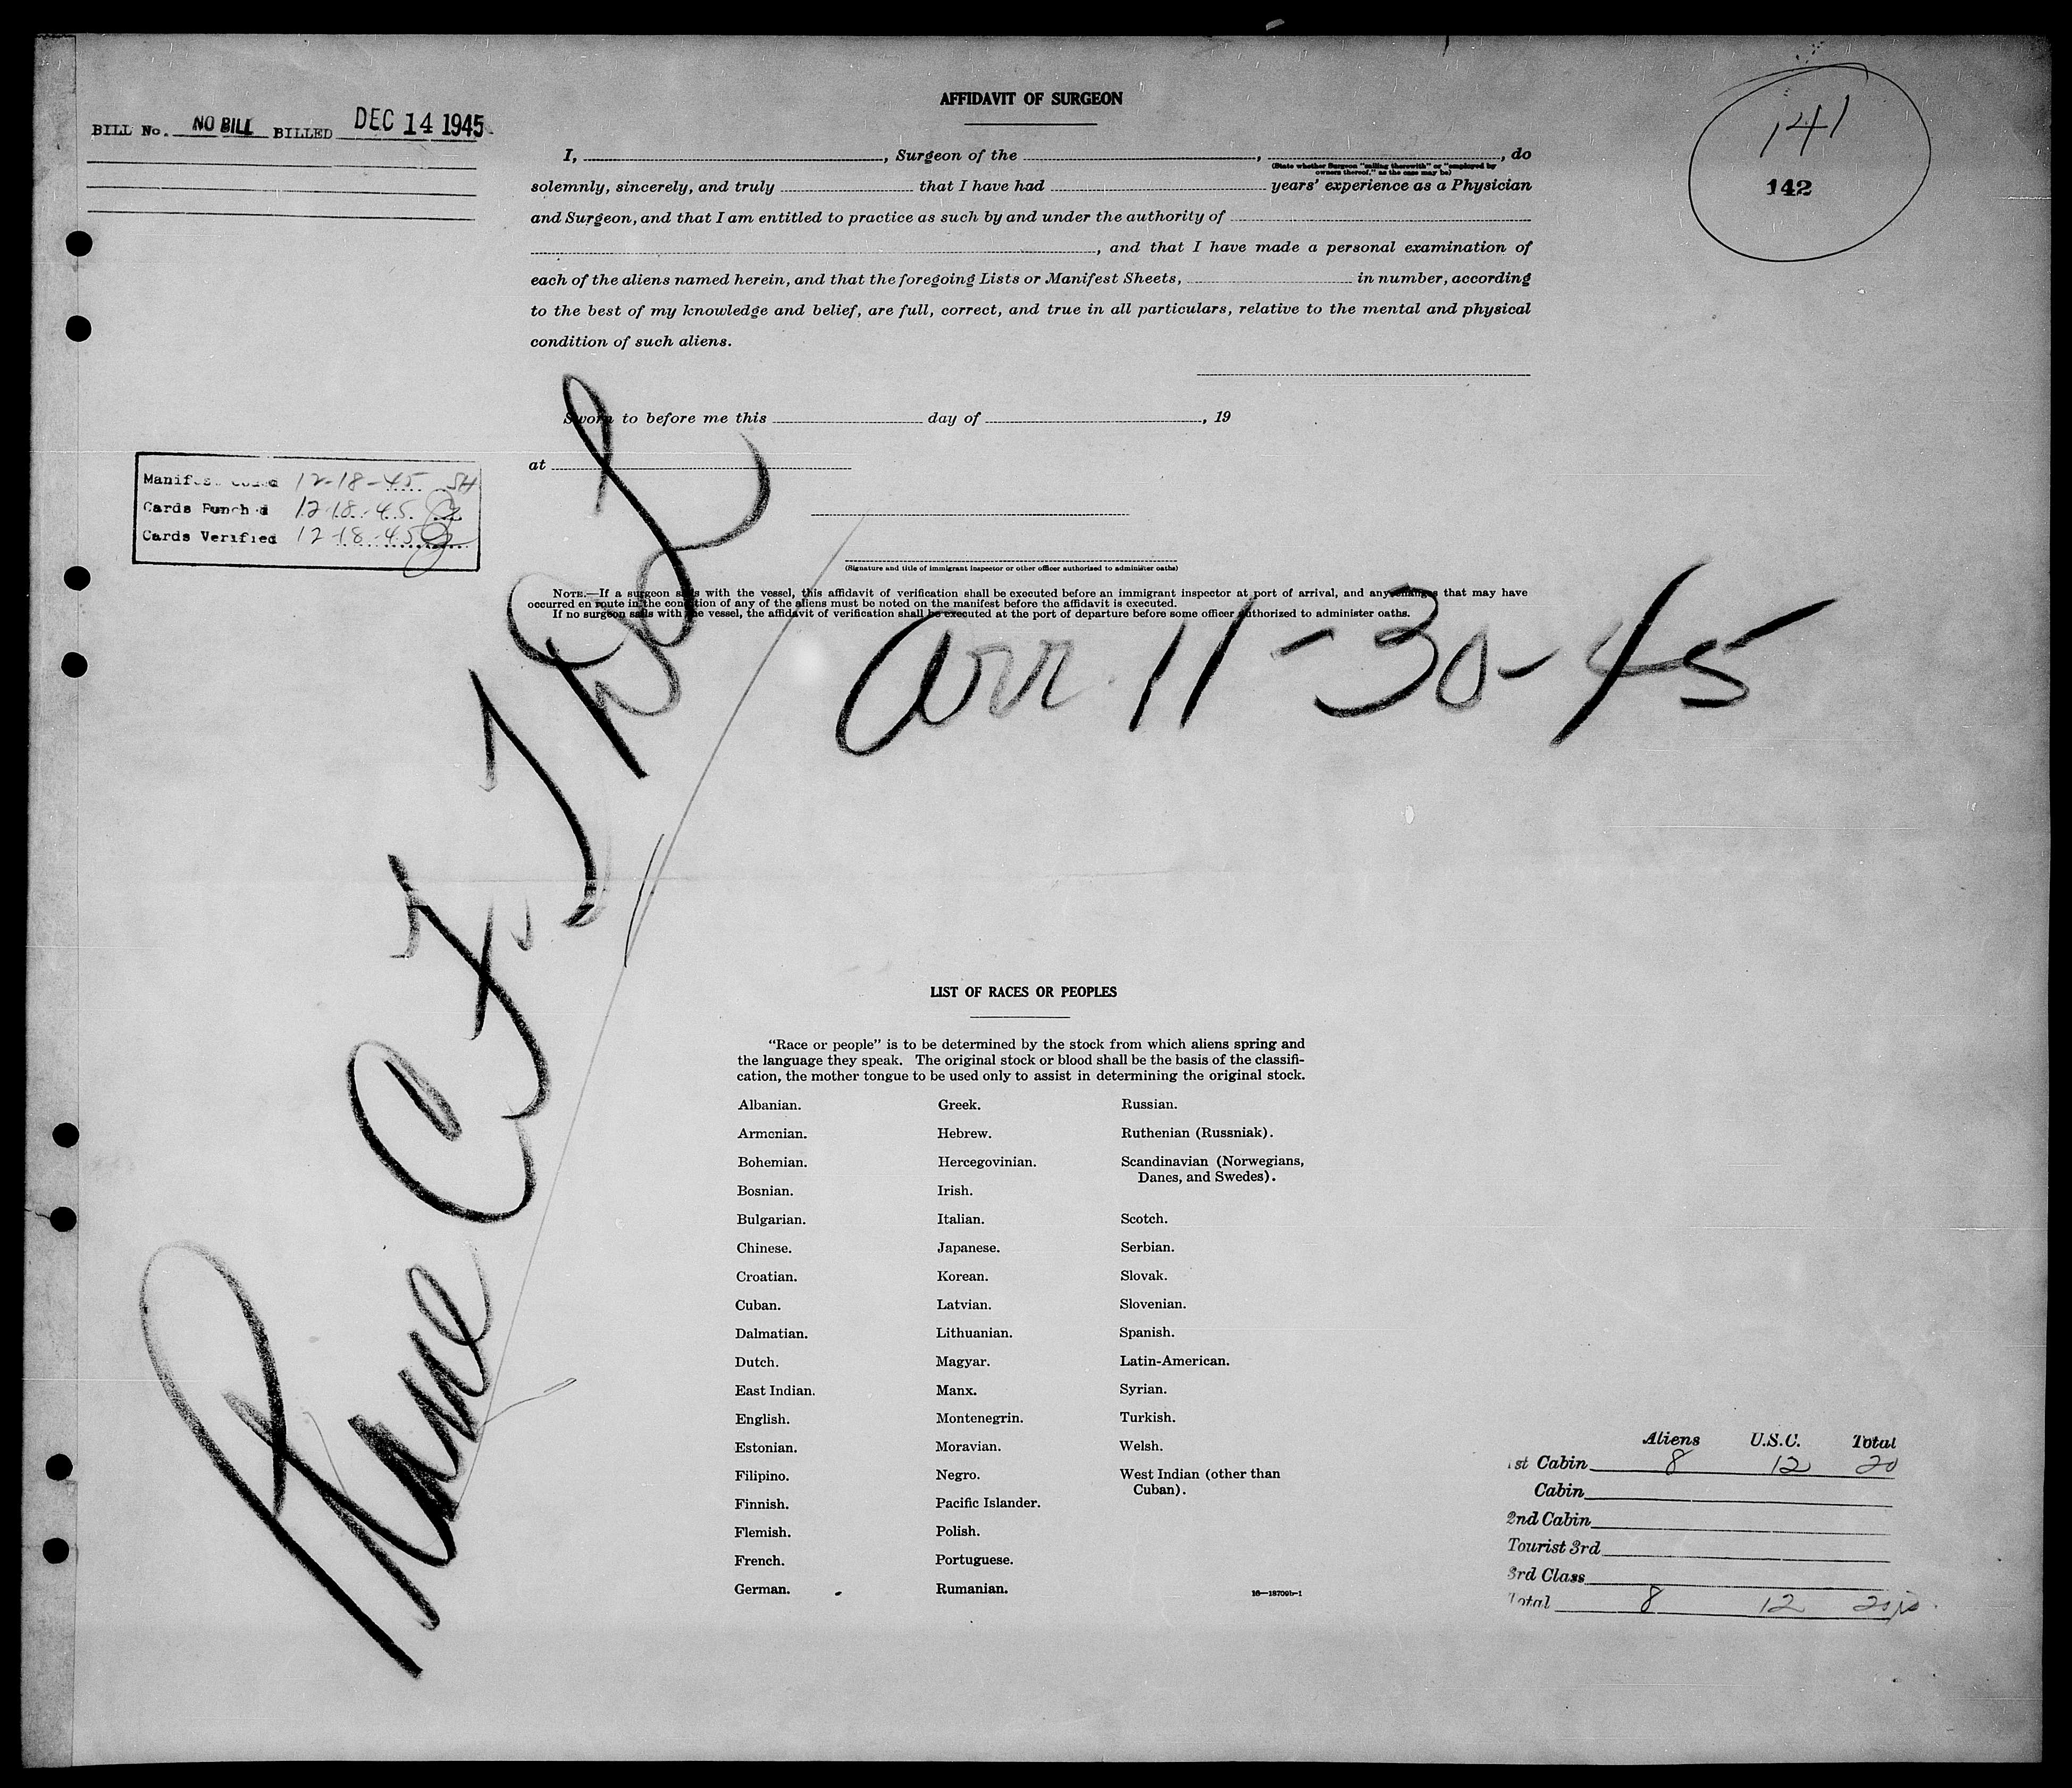 AFFIDAVIT OF SURGEON
BILL No. NO BILL BILLED DEC 14 1945
141
142
I, , Surgeon of the , , do
(State whether Surgeon "sailing therewith" or "employed by owners thereof," as the case may be)
solemnly, sincerely, and truly that I have had years' experience as a Physician
and Surgeon, and that I am entitled to practice as such by and under the authority of
, and that I have made a personal examination of
each of the aliens named herein, and that the foregoing Lists or Manifest Sheets, in number, according
to the best of my knowledge and belief, are full, correct, and true in all particulars, relative to the mental and physical
condition of such aliens.
Sworn to before me this day of , 19
at
Manifest Coded 12-18-45 SH
Cards Punched 12-18-45
Cards Verified 12-18-45
(Signature and title of immigrant inspector or other officer authorized to administer oaths)
NOTE.—If a surgeon sails with the vessel, this affidavit of verification shall be executed before an immigrant inspector at port of arrival, and any changes that may have
occurred en route in the condition of any of the aliens must be noted on the manifest before the affidavit is executed.
If no surgeon sails with the vessel, the affidavit of verification shall be executed at the port of departure before some officer authorized to administer oaths.
Arr 11-30-45
Plane
LIST OF RACES OR PEOPLES
"Race or people" is to be determined by the stock from which aliens spring and
the language they speak. The original stock or blood shall be the basis of the classifi-
cation, the mother tongue to be used only to assist in determining the original stock.
Albanian. Greek. Russian.
Armenian. Hebrew. Ruthenian (Russniak).
Bohemian. Hercegovinian. Scandinavian (Norwegians,
Danes, and Swedes).
Bosnian. Irish.
Bulgarian. Italian. Scotch.
Chinese. Japanese. Serbian.
Croatian. Korean. Slovak.
Cuban. Latvian. Slovenian.
Dalmatian. Lithuanian. Spanish.
Dutch. Magyar. Latin-American.
East Indian. Manx. Syrian.
English. Montenegrin. Turkish.
Estonian. Moravian. Welsh.
Filipino. Negro. West Indian (other than
Cuban).
Finnish. Pacific Islander.
Flemish. Polish.
French. Portuguese.
German. Rumanian.
16—18709b-1
Aliens U.S.C. Total
1st Cabin 8 12 20
Cabin
2nd Cabin
Tourist 3rd
3rd Class
Total 8 12 20